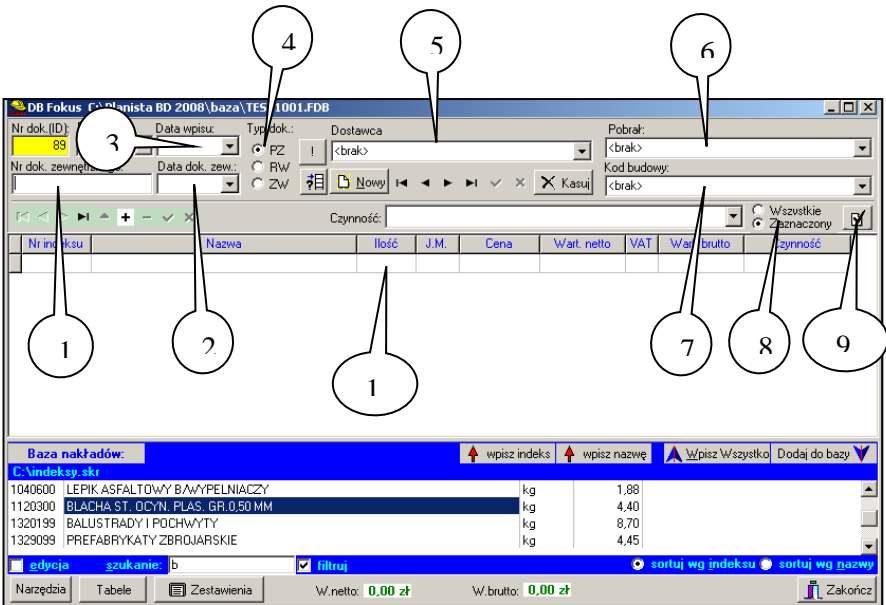 4 5 6
DB Fokus C:\Planista BD 2008\baza\TEST1001.FDB
Nr dok.(ID): Data wpisu: Typ dok.: Dostawca Pobrał:
89 3 PZ ! <brak> <brak>
Nr dok. zewnętrznego: Data dok. zew.: RW Kod budowy:
ZW Nowy Kasuj <brak>
Czynność: Wszystkie
Zaznaczony
Nr indeksu Nazwa Ilość J.M. Cena Wart. netto VAT Wart. brutto Czynność
1 2 1 7 8 9
Baza nakładów: wpisz indeks wpisz nazwę Wpisz Wszystko Dodaj do bazy
C:\indeksy.skr
1040600 LEPIK ASFALTOWY B/WYPEŁNIACZY kg 1,88
1120300 BLACHA ST. OCYN. PLAS. GR.0,50 MM kg 4,40
1320199 BALUSTRADY I POCHWYTY kg 8,70
1329099 PREFABRYKATY ZBROJARSKIE kg 4,45
edycja szukanie: b filtruj sortuj wg indeksu sortuj wg nazwy
Narzędzia Tabele Zestawienia W.netto: 0,00 zł W.brutto: 0,00 zł Zakończ